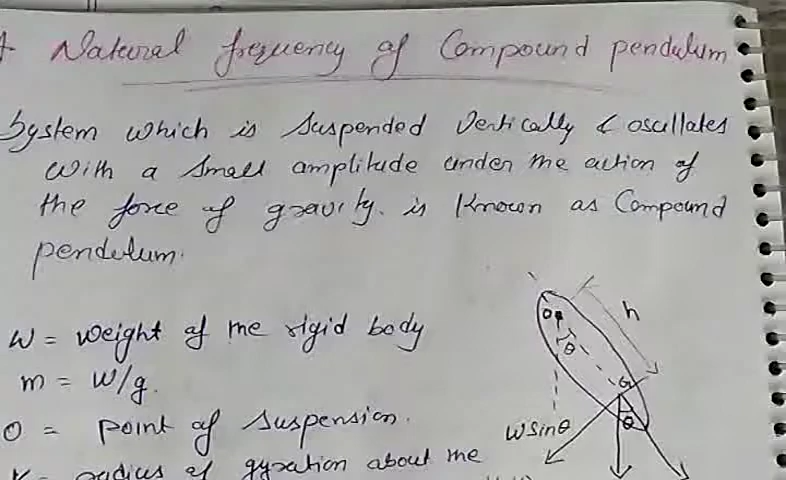 Natural frequency of Compound pendulum
System which is suspended vertically & oscillates
with a small amplitude under the action of
the force of gravity. is known as Compound
pendulum.
W = weight of the rigid body
m = W/g.
O = point of suspension.
K = radius of gyration about the
O
h
θ
G
θ
W sinθ